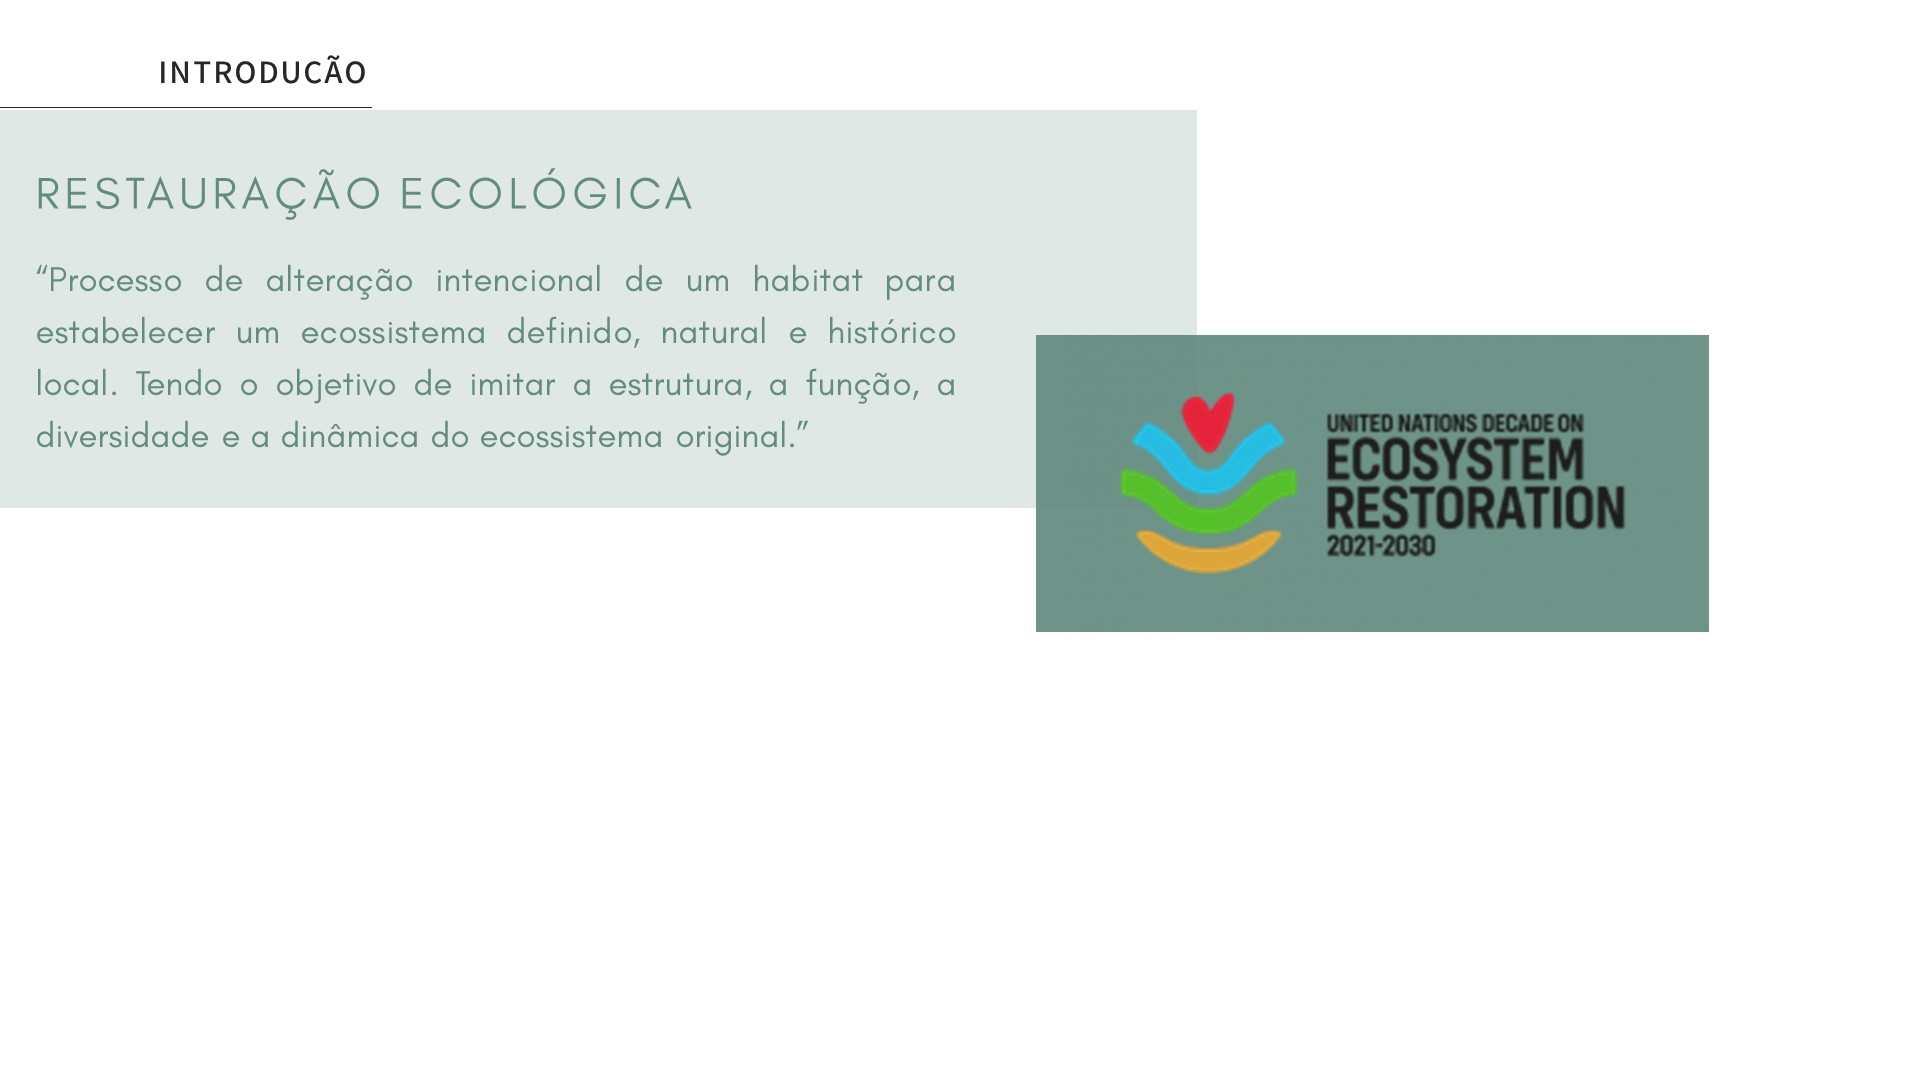 INTRODUCÃO
RESTAURAÇÃO ECOLÓGICA
“Processo de alteração intencional de um habitat para
estabelecer um ecossistema definido, natural e histórico
local. Tendo o objetivo de imitar a estrutura, a função, a
diversidade e a dinâmica do ecossistema original.”
UNITED NATIONS DECADE ON
ECOSYSTEM
RESTORATION
2021-2030